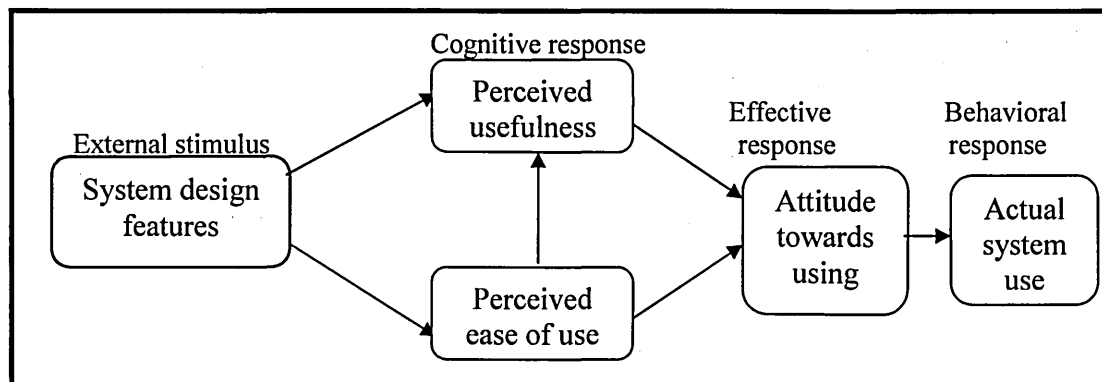 External stimulus
System design
features
Cognitive response
Perceived
usefulness
Perceived
ease of use
Effective
response
Attitude
towards
using
Behavioral
response
Actual
system
use